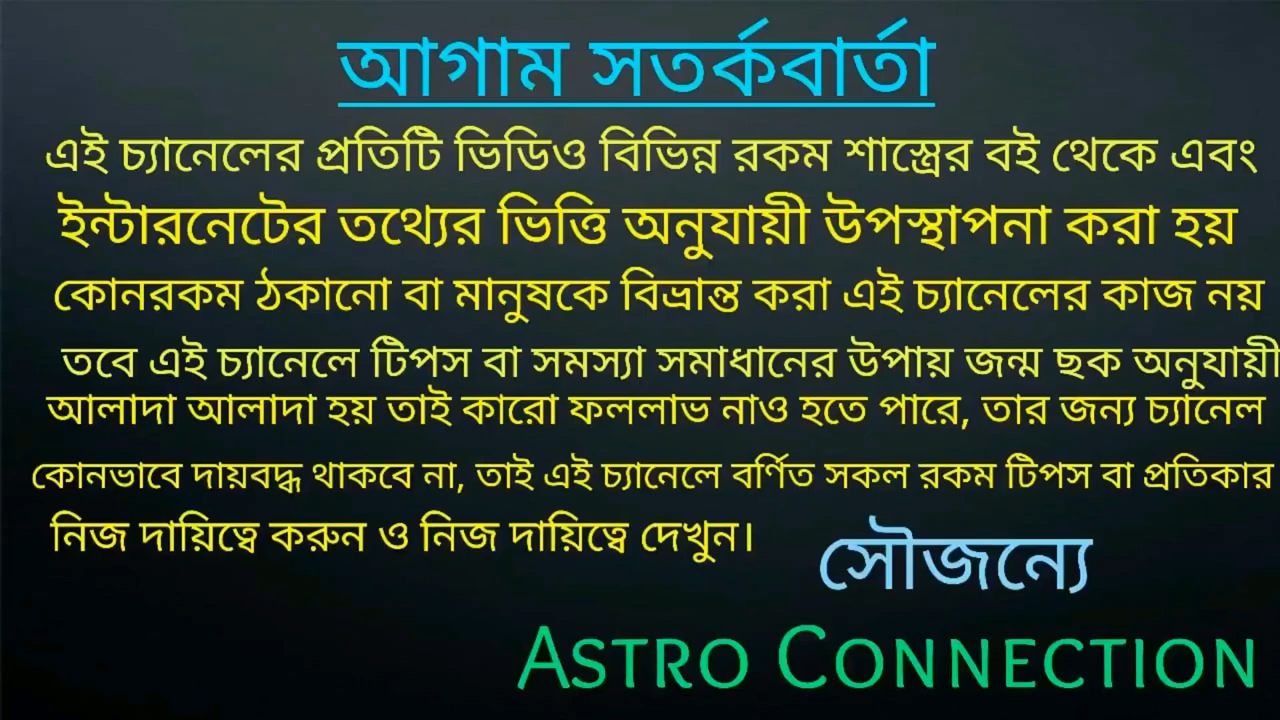 আগাম সতর্কবার্তা
এই চ্যানেলের প্রতিটি ভিডিও বিভিন্ন রকম শাস্ত্রের বই থেকে এবং
ইন্টারনেটের তথ্যের ভিত্তি অনুযায়ী উপস্থাপনা করা হয়
কোনরকম ঠকানো বা মানুষকে বিভ্রান্ত করা এই চ্যানেলের কাজ নয়
তবে এই চ্যানেলে টিপস বা সমস্যা সমাধানের উপায় জন্ম ছক অনুযায়ী
আলাদা আলাদা হয় তাই কারো ফললাভ নাও হতে পারে, তার জন্য চ্যানেল
কোনভাবে দায়বদ্ধ থাকবে না, তাই এই চ্যানেলে বর্ণিত সকল রকম টিপস বা প্রতিকার
নিজ দায়িত্বে করুন ও নিজ দায়িত্বে দেখুন।
সৌজন্যে
ASTRO CONNECTION